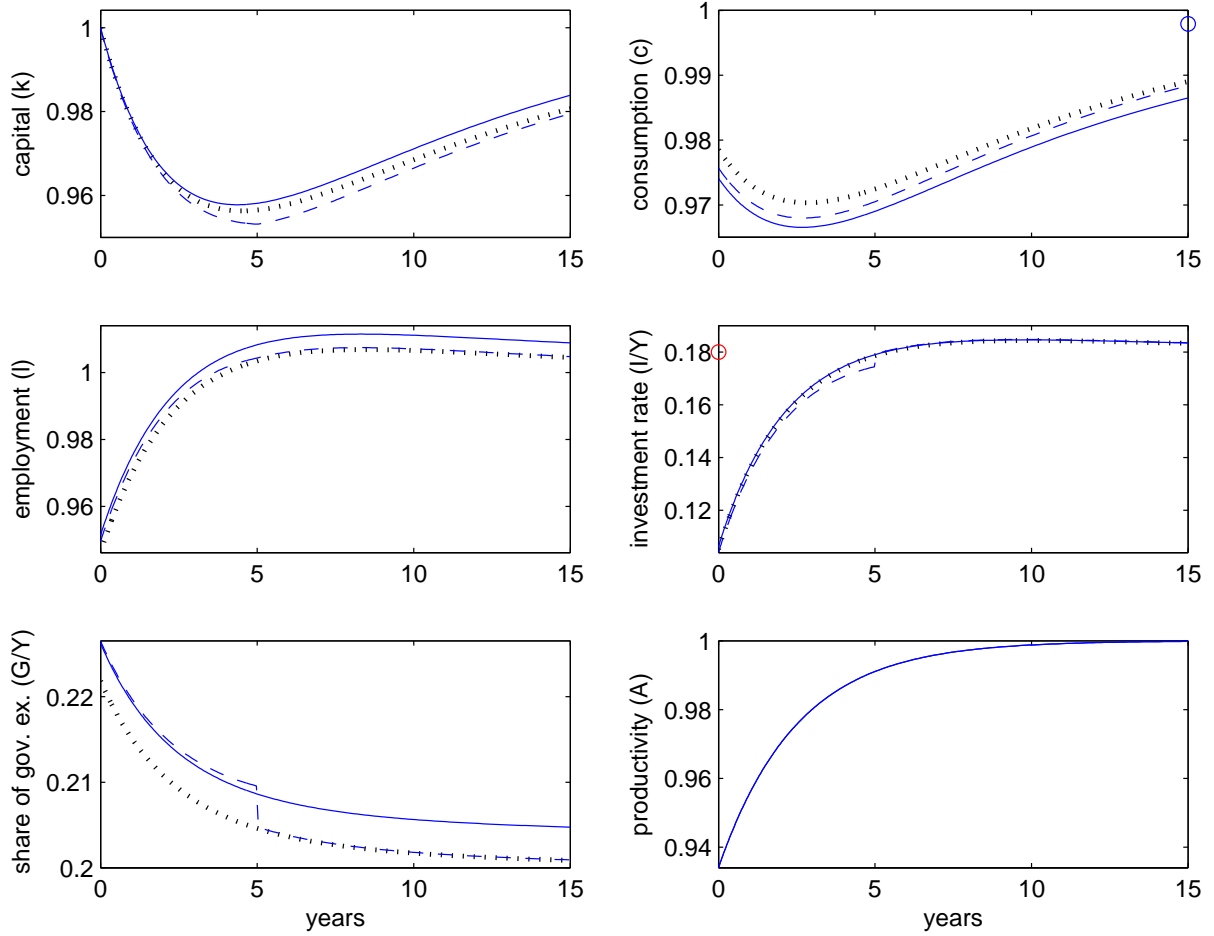 1
0.98
0.96
0 5 10 15
capital (k)
1
0.99
0.98
0.97
0 5 10 15
consumption (c)
1
0.98
0.96
0 5 10 15
employment (l)
0.18
0.16
0.14
0.12
0 5 10 15
investment rate (I/Y)
0.22
0.21
0.2
0 5 10 15
share of gov. ex. (G/Y)
years
1
0.98
0.96
0.94
0 5 10 15
productivity (A)
years